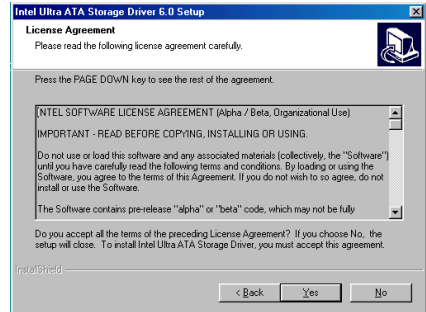 Intel Ultra ATA Storage Driver 6.0 Setup
License Agreement
Please read the following license agreement carefully.
Press the PAGE DOWN key to see the rest of the agreement.
INTEL SOFTWARE LICENSE AGREEMENT (Alpha / Beta, Organizational Use)
IMPORTANT - READ BEFORE COPYING, INSTALLING OR USING.
Do not use or load this software and any associated materials (collectively, the "Software")
until you have carefully read the following terms and conditions. By loading or using the
Software, you agree to the terms of this Agreement. If you do not wish to so agree, do not
install or use the Software.
The Software contains pre-release "alpha" or "beta" code, which may not be fully
Do you accept all the terms of the preceding License Agreement? If you choose No, the
setup will close. To install Intel Ultra ATA Storage Driver, you must accept this agreement.
InstallShield
< Back
Yes
No